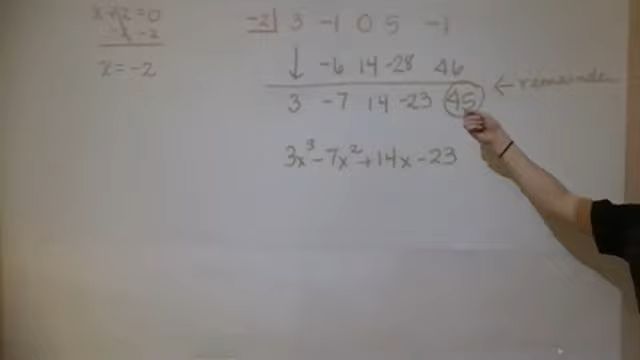 x+2=0
-2
x=-2
-2 3 -1 0 5 -1
↓ -6 14 -28 46
3 -7 14 -23 45 ← remainder
3x³-7x²+14x-23